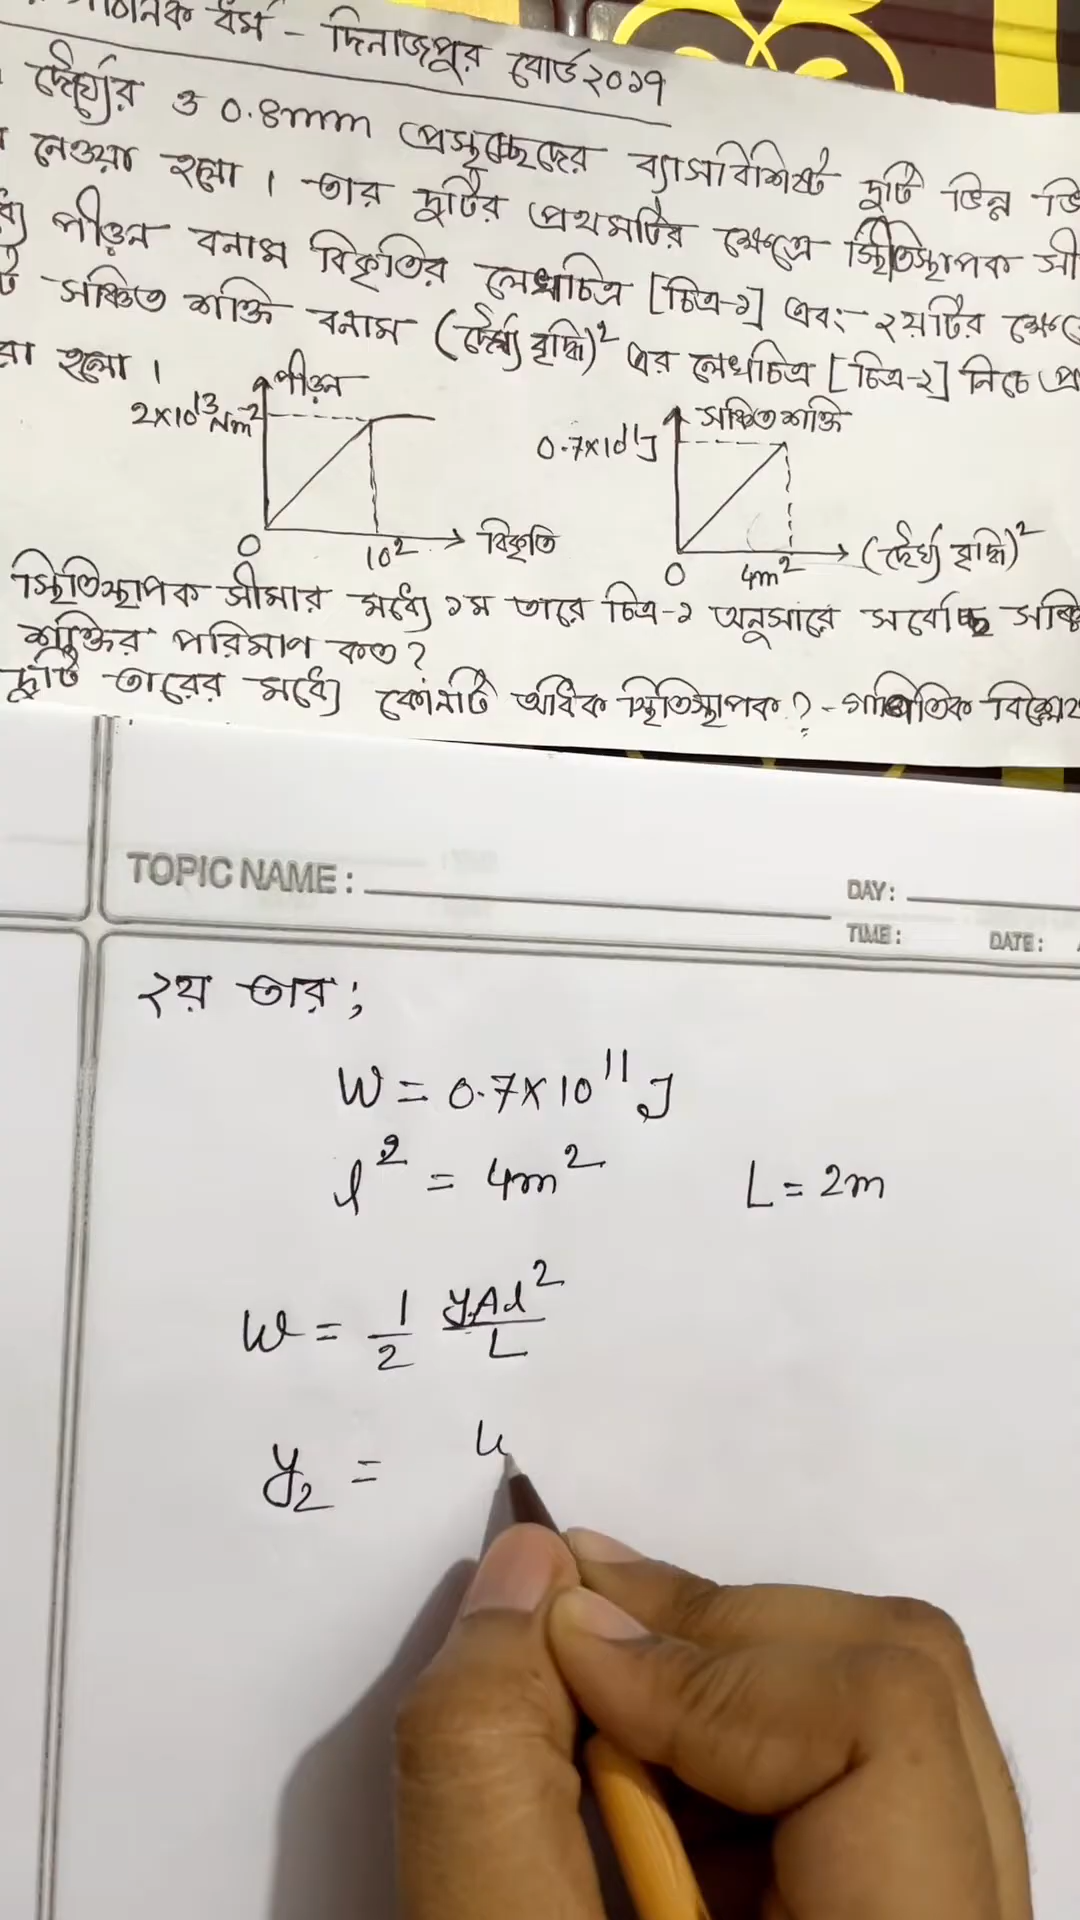 ধর্ম - দিনাজপুর বোর্ড ২০১৭
দৈর্ঘ্যের ও 0.8mm প্রস্থচ্ছেদের ব্যাসবিশিষ্ট দুটি ভিন্ন
নেওয়া হলো। তার দুটির প্রথমটির ক্ষেত্রে স্থিতিস্থাপক সী
পীড়ন বনাম বিকৃতির লেখচিত্র [চিত্র-১] এবং ২য়টির ক্ষে
সঞ্চিত শক্তি বনাম (দৈর্ঘ্য বৃদ্ধি)² এর লেখচিত্র [চিত্র-২] নিচে প্র
রা হলো।
পীড়ন
2×10¹³Nm⁻²
0
10²
বিকৃতি
সঞ্চিত শক্তি
0.7×10¹¹J
0
4m²
(দৈর্ঘ্য বৃদ্ধি)²
স্থিতিস্থাপক সীমার মধ্যে ১ম তারে চিত্র-১ অনুসারে সর্বোচ্চ সঞ্চি
শক্তির পরিমাণ কত?
দুটি তারের মধ্যে কোনটি অধিক স্থিতিস্থাপক? - গাণিতিক বিশ্লেষ
TOPIC NAME :
DAY :
TIME :
DATE :
২য় তার ;
W = 0.7×10¹¹ J
l² = 4m² L = 2m
W = 1/2 yAl²/L
y₂ =